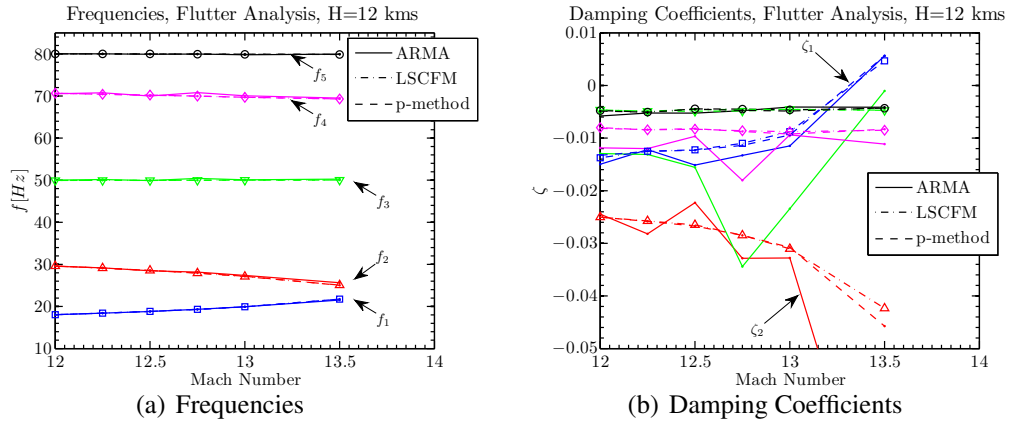 Frequencies, Flutter Analysis, H=12 kms
80
70
60
50
40
30
20
10
f[Hz]
12
12.5
13
13.5
14
Mach Number
ARMA
LSCFM
p-method
f5
f4
f3
f2
f1
(a) Frequencies
Damping Coefficients, Flutter Analysis, H=12 kms
0.01
0
−0.01
−0.02
−0.03
−0.04
−0.05
ζ
12
12.5
13
13.5
14
Mach Number
ζ1
ARMA
LSCFM
p-method
ζ2
(b) Damping Coefficients